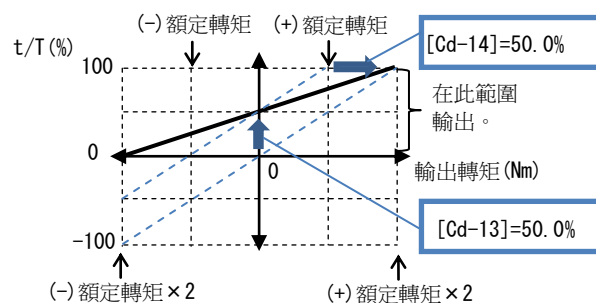 (-)額定轉矩
(+)額定轉矩
t/T(%)
[Cd-14]=50.0%
100
在此範圍
輸出。
0
0
輸出轉矩(Nm)
[Cd-13]=50.0%
-100
(-)額定轉矩×2
(+)額定轉矩×2